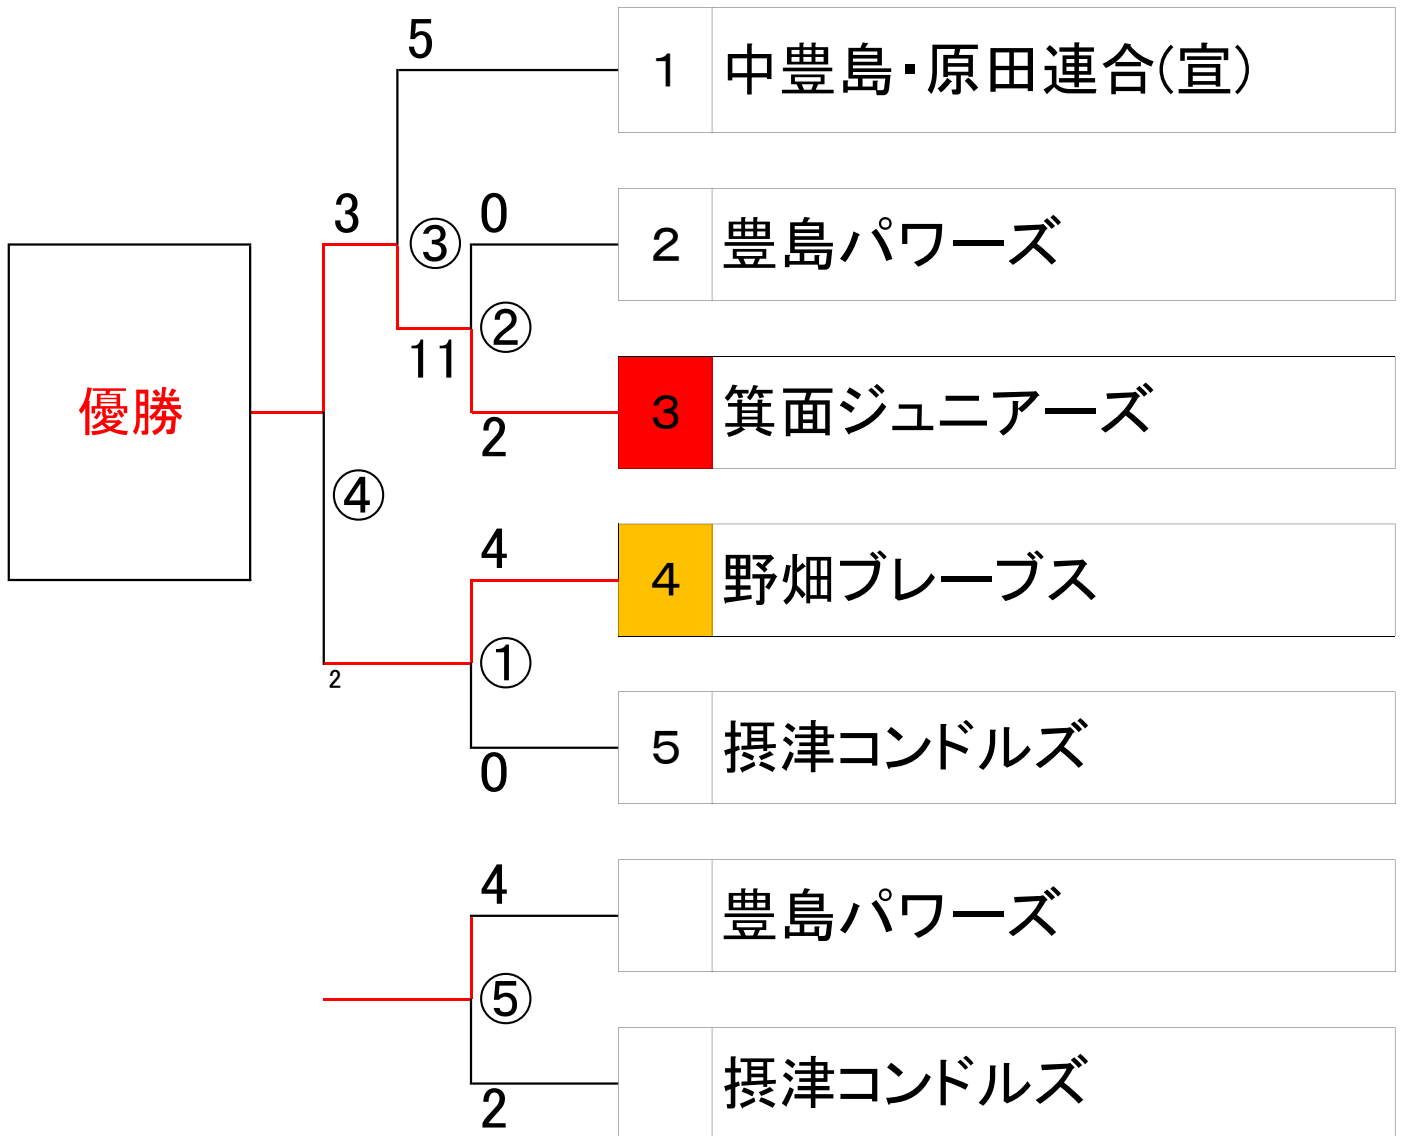 5
1 中豊島・原田連合(宣)
3
③
0
2 豊島パワーズ
②
11
優勝
2
3 箕面ジュニアーズ
④
4
4 野畑ブレーブス
①
2
0
5 摂津コンドルズ
4
豊島パワーズ
⑤
2
摂津コンドルズ